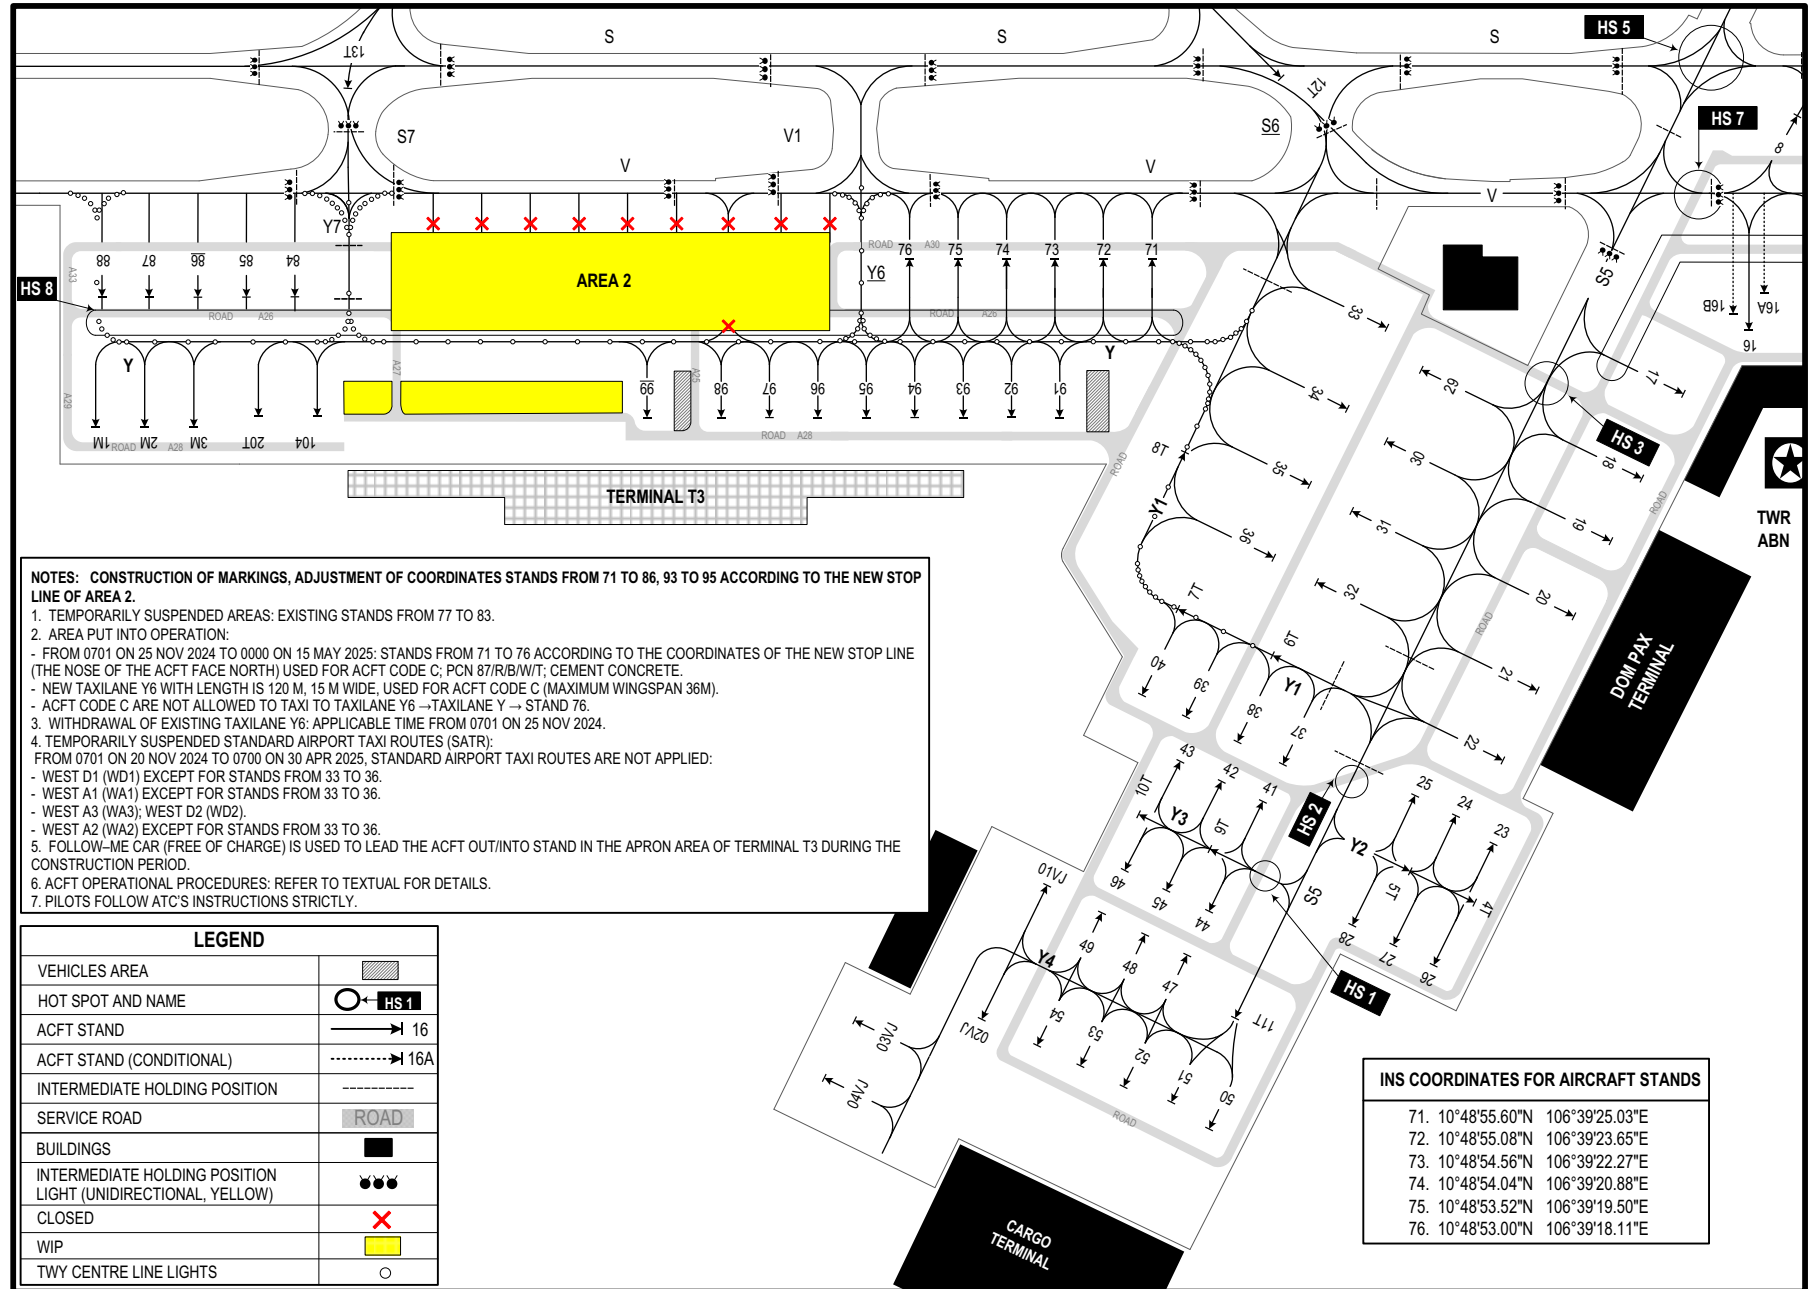 S
S
S
HS 5
13T
12T
HS 7
S7
V1
S6
8
V
V
V
Y7
ROAD A30
76
75
74
73
72
71
88
87
86
85
84
A33
AREA 2
Y6
HS 8
ROAD A26
ROAD A26
S5
16B
16A
16
33
Y
Y
A29
A27
A25
99
98
97
96
95
94
93
92
91
34
29
17
1M
2M
3M
20T
104
ROAD A28
ROAD A28
18T
ROAD
35
30
HS 3
18
ROAD
TERMINAL T3
Y1
36
31
19
TWR
ABN
NOTES: CONSTRUCTION OF MARKINGS, ADJUSTMENT OF COORDINATES STANDS FROM 71 TO 86, 93 TO 95 ACCORDING TO THE NEW STOP
LINE OF AREA 2.
1. TEMPORARILY SUSPENDED AREAS: EXISTING STANDS FROM 77 TO 83.
2. AREA PUT INTO OPERATION:
- FROM 0701 ON 25 NOV 2024 TO 0000 ON 15 MAY 2025: STANDS FROM 71 TO 76 ACCORDING TO THE COORDINATES OF THE NEW STOP LINE
(THE NOSE OF THE ACFT FACE NORTH) USED FOR ACFT CODE C; PCN 87/R/B/W/T; CEMENT CONCRETE.
- NEW TAXILANE Y6 WITH LENGTH IS 120 M, 15 M WIDE, USED FOR ACFT CODE C (MAXIMUM WINGSPAN 36M).
- ACFT CODE C ARE NOT ALLOWED TO TAXI TO TAXILANE Y6 →TAXILANE Y → STAND 76.
3. WITHDRAWAL OF EXISTING TAXILANE Y6: APPLICABLE TIME FROM 0701 ON 25 NOV 2024.
4. TEMPORARILY SUSPENDED STANDARD AIRPORT TAXI ROUTES (SATR):
FROM 0701 ON 20 NOV 2024 TO 0700 ON 30 APR 2025, STANDARD AIRPORT TAXI ROUTES ARE NOT APPLIED:
- WEST D1 (WD1) EXCEPT FOR STANDS FROM 33 TO 36.
- WEST A1 (WA1) EXCEPT FOR STANDS FROM 33 TO 36.
- WEST A3 (WA3); WEST D2 (WD2).
- WEST A2 (WA2) EXCEPT FOR STANDS FROM 33 TO 36.
5. FOLLOW–ME CAR (FREE OF CHARGE) IS USED TO LEAD THE ACFT OUT/INTO STAND IN THE APRON AREA OF TERMINAL T3 DURING THE
CONSTRUCTION PERIOD.
6. ACFT OPERATIONAL PROCEDURES: REFER TO TEXTUAL FOR DETAILS.
7. PILOTS FOLLOW ATC'S INSTRUCTIONS STRICTLY.
7T
32
20
ROAD
19T
40
39
Y1
38
37
21
22
DOM PAX
TERMINAL
43
42
41
10T
Y3
9T
HS 2
25
24
23
Y2
46
45
44
S5
5T
4T
28
27
26
HS 1
01VJ
49
48
47
Y4
02VJ
03VJ
04VJ
54
53
52
51
50
11T
ROAD
CARGO
TERMINAL
LEGEND
VEHICLES AREA
HOT SPOT AND NAME HS 1
ACFT STAND 16
ACFT STAND (CONDITIONAL) 16A
INTERMEDIATE HOLDING POSITION
SERVICE ROAD ROAD
BUILDINGS
INTERMEDIATE HOLDING POSITION
LIGHT (UNIDIRECTIONAL, YELLOW)
CLOSED
WIP
TWY CENTRE LINE LIGHTS
INS COORDINATES FOR AIRCRAFT STANDS
71. 10°48'55.60"N 106°39'25.03"E
72. 10°48'55.08"N 106°39'23.65"E
73. 10°48'54.56"N 106°39'22.27"E
74. 10°48'54.04"N 106°39'20.88"E
75. 10°48'53.52"N 106°39'19.50"E
76. 10°48'53.00"N 106°39'18.11"E